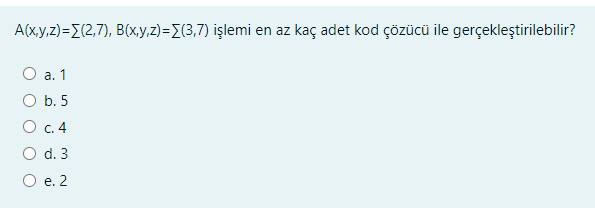 A(x,y,z)=∑(2,7), B(x,y,z)=∑(3,7) işlemi en az kaç adet kod çözücü ile gerçekleştirilebilir?
a. 1
b. 5
c. 4
d. 3
e. 2